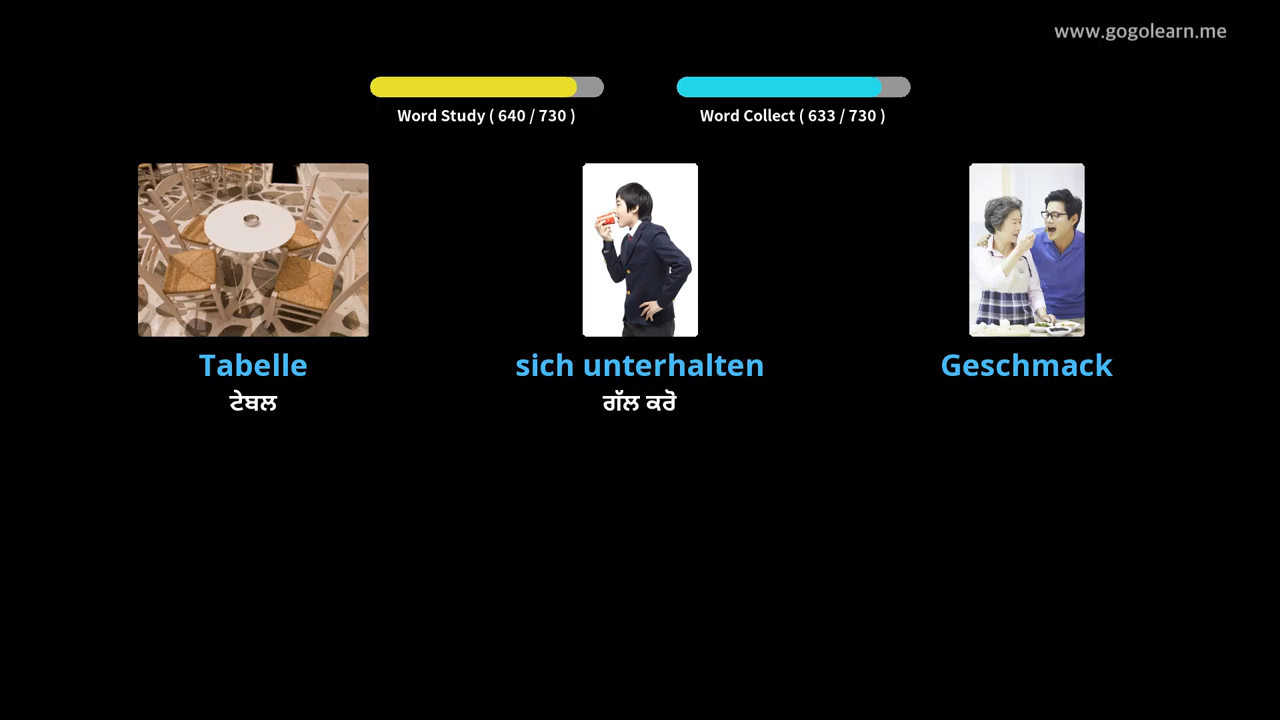 www.gogolearn.me
Word Study ( 640 / 730 )
Word Collect ( 633 / 730 )
Tabelle
ਟੇਬਲ
sich unterhalten
ਗੱਲ ਕਰੋ
Geschmack